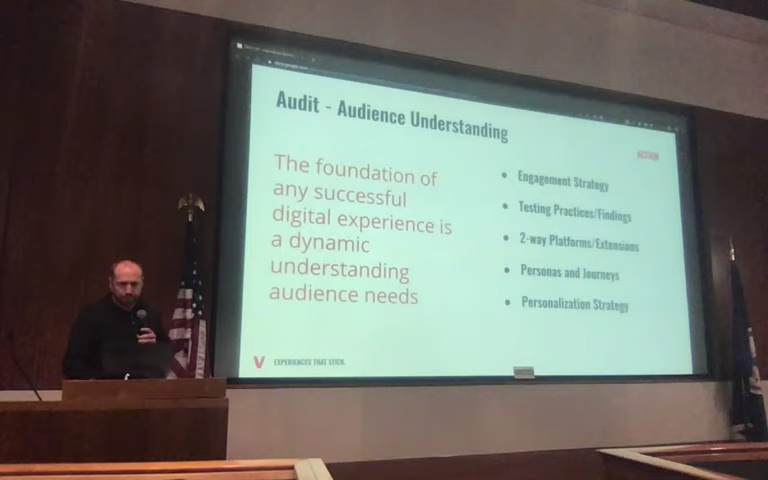 Audit - Audience Understanding
ACTION
The foundation of
any successful
digital experience is
a dynamic
understanding
audience needs
• Engagement Strategy
• Testing Practices/Findings
• 2-way Platforms/Extensions
• Personas and Journeys
• Personalization Strategy
V EXPERIENCES THAT STICK.